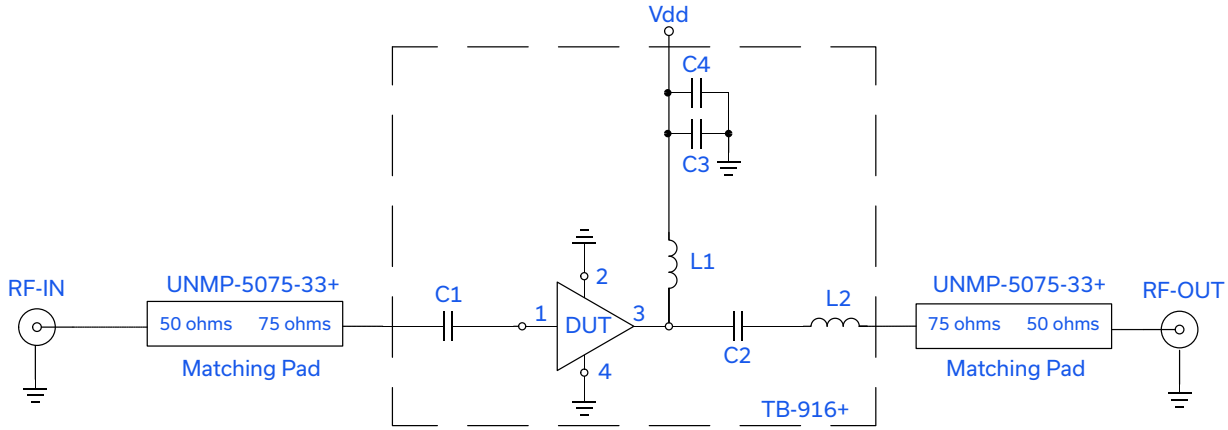 Vdd
C4
C3
L1
2
RF-IN
UNMP-5075-33+
50 ohms 75 ohms
Matching Pad
C1
1
DUT
3
4
C2
L2
TB-916+
UNMP-5075-33+
75 ohms 50 ohms
Matching Pad
RF-OUT